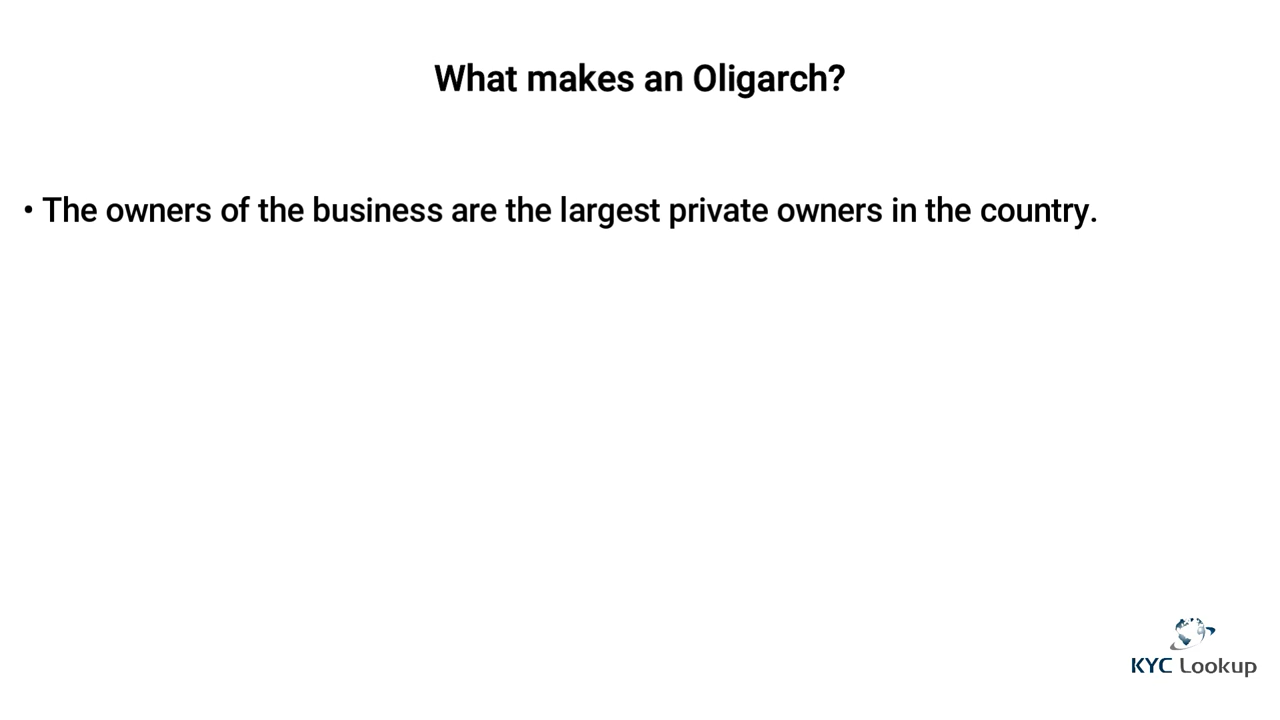 What makes an Oligarch?
• The owners of the business are the largest private owners in the country.
KYC Lookup